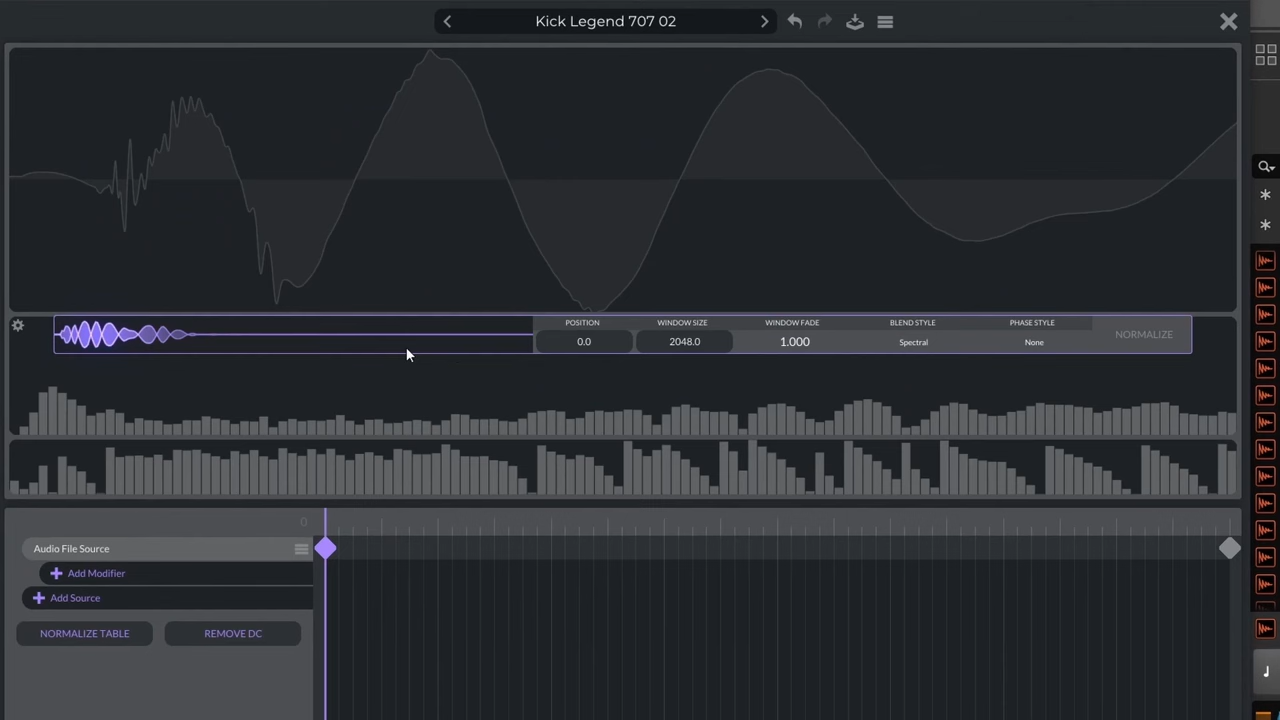 Kick Legend 707 02
POSITION
WINDOW SIZE
WINDOW FADE
BLEND STYLE
PHASE STYLE
0.0
2048.0
1.000
Spectral
None
NORMALIZE
0
Audio File Source
Add Modifier
Add Source
NORMALIZE TABLE
REMOVE DC